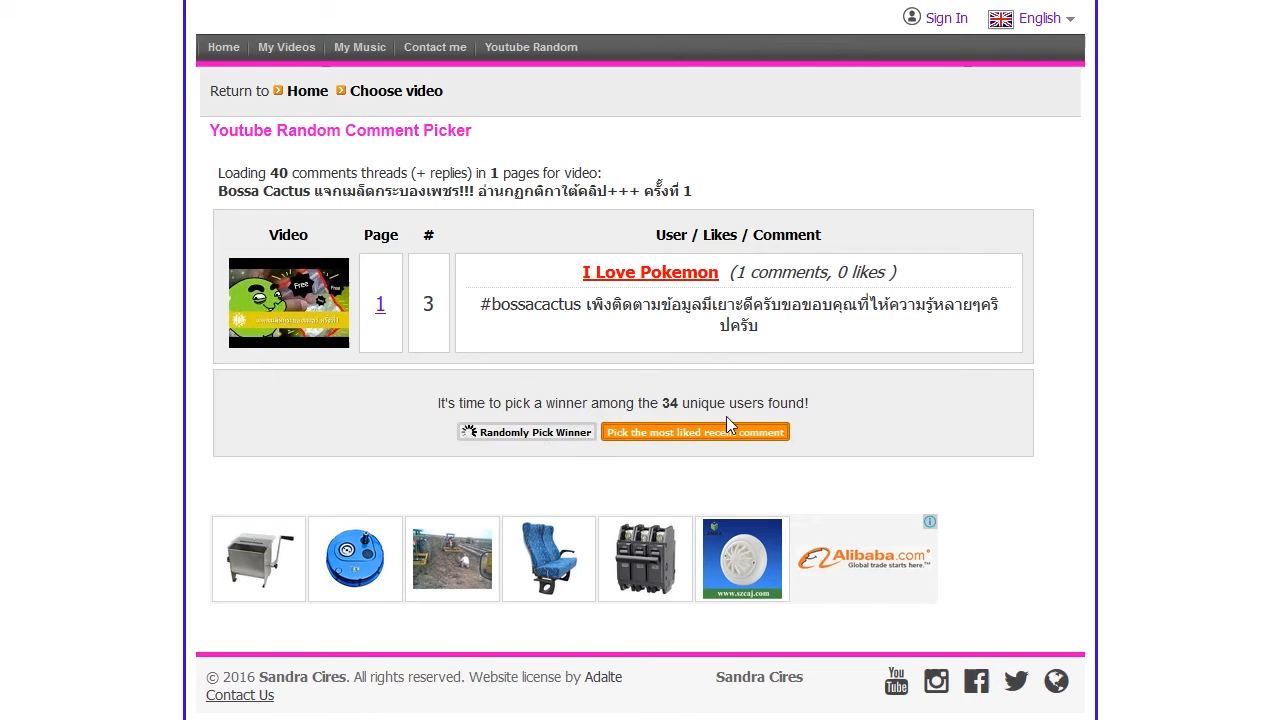 Sign In English
Home My Videos My Music Contact me Youtube Random
Return to Home Choose video
Youtube Random Comment Picker
Loading 40 comments threads (+ replies) in 1 pages for video:
Bossa Cactus แจกเมล็ดกระบองเพชร!!! อ่านกฎกติกาใต้คลิป+++ ครั้งที่ 1
Video Page # User / Likes / Comment
I Love Pokemon (1 comments, 0 likes )
Free
Free
1 3 #bossacactus เพิงติดตามข้อมูลมีเยาะดีครับขอขอบคุณที่ไห้ความรู้หลายๆคริ
ปครับ
It's time to pick a winner among the 34 unique users found!
Randomly Pick Winner Pick the most liked recent comment
Alibaba.com
Global trade starts here.™
www.szcaj.com
© 2016 Sandra Cires. All rights reserved. Website license by Adalte Sandra Cires You Tube
Contact Us